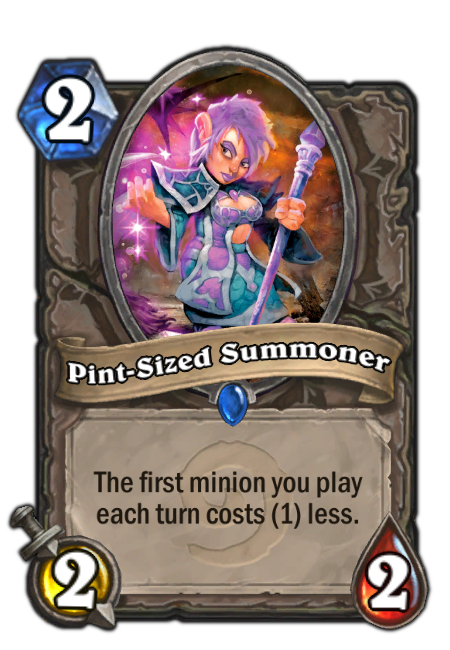 2
Pint-Sized Summoner
The first minion you play
each turn costs (1) less.
2
2